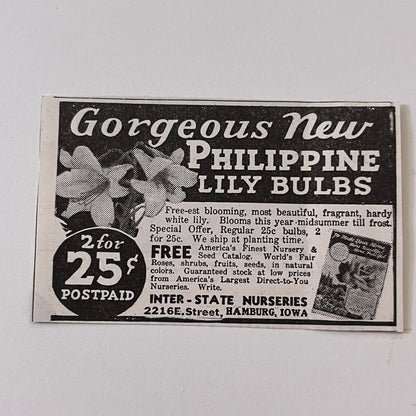 Gorgeous New
PHILIPPINE
LILY BULBS
Free-est blooming, most beautiful, fragrant, hardy
white lily. Blooms this year-midsummer till frost.
Special Offer, Regular 25c bulbs, 2
for 25c. We ship at planting time.
FREE America's Finest Nursery &
Seed Catalog. World's Fair
Roses, shrubs, fruits, seeds, in natural
colors. Guaranteed stock at low prices
from America's Largest Direct-to-You
Nurseries. Write.
INTER-STATE NURSERIES
2216 E. Street, HAMBURG, IOWA
2 for
25¢
POSTPAID